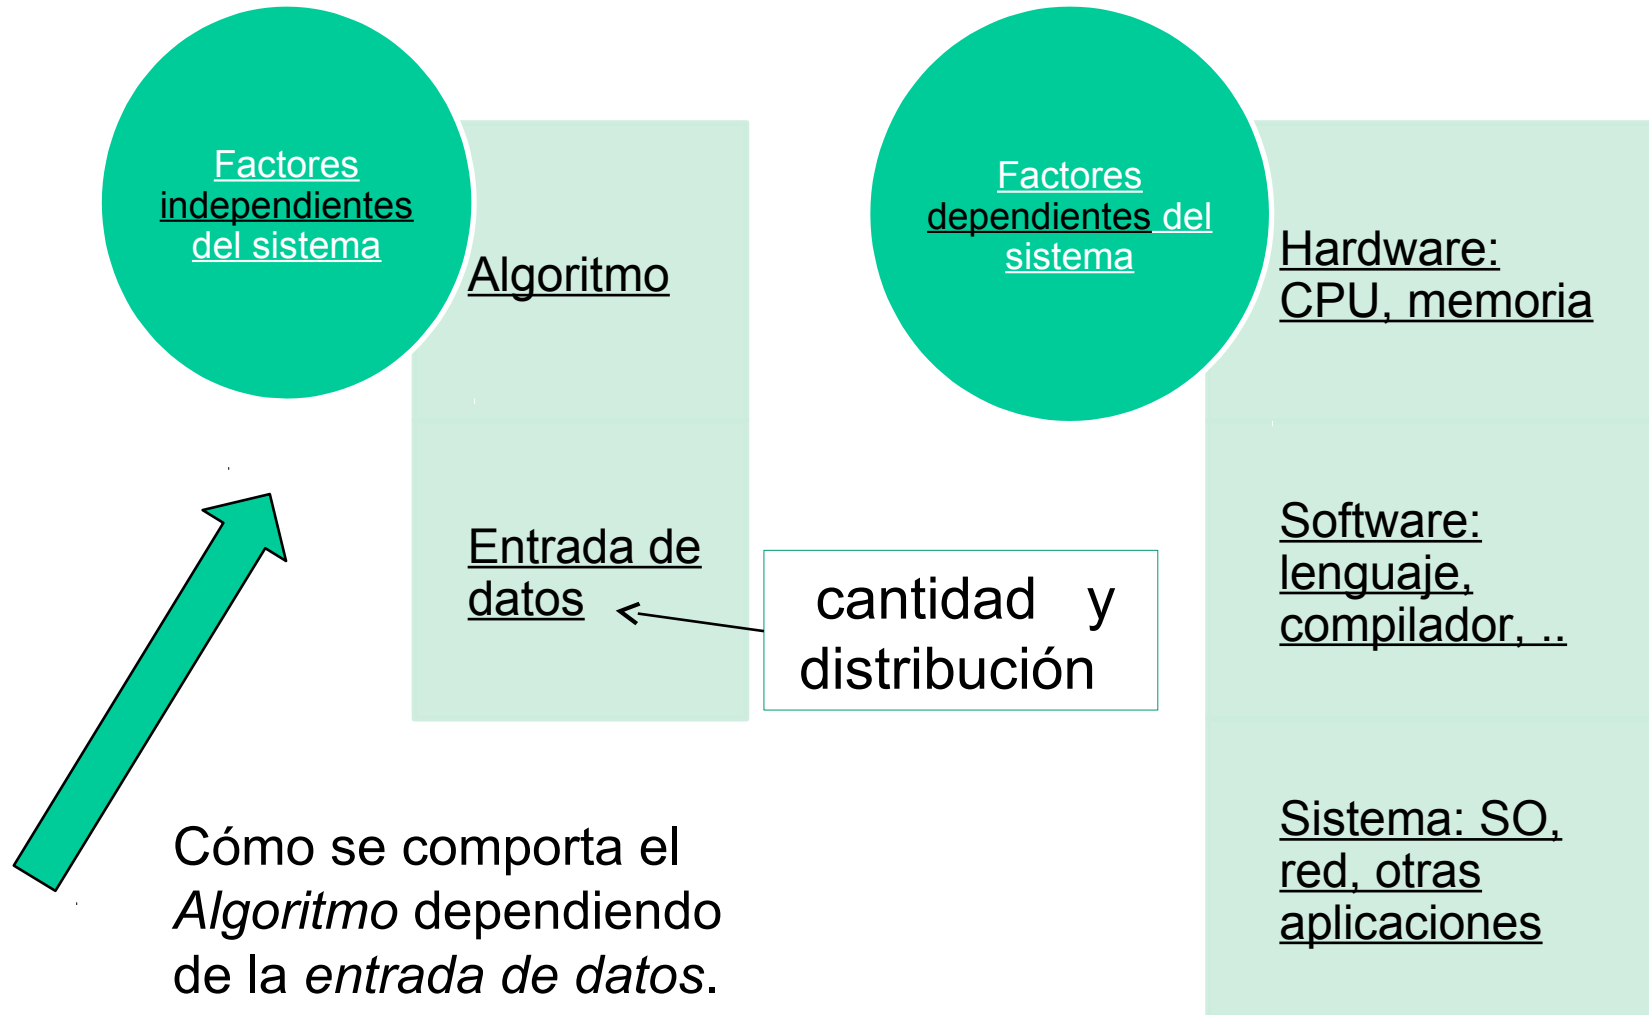 Factores
independientes
del sistema
Algoritmo
Entrada de
datos
cantidad y
distribución
Cómo se comporta el
Algoritmo dependiendo
de la entrada de datos.
Factores
dependientes del
sistema
Hardware:
CPU, memoria
Software:
lenguaje,
compilador, ..
Sistema: SO,
red, otras
aplicaciones